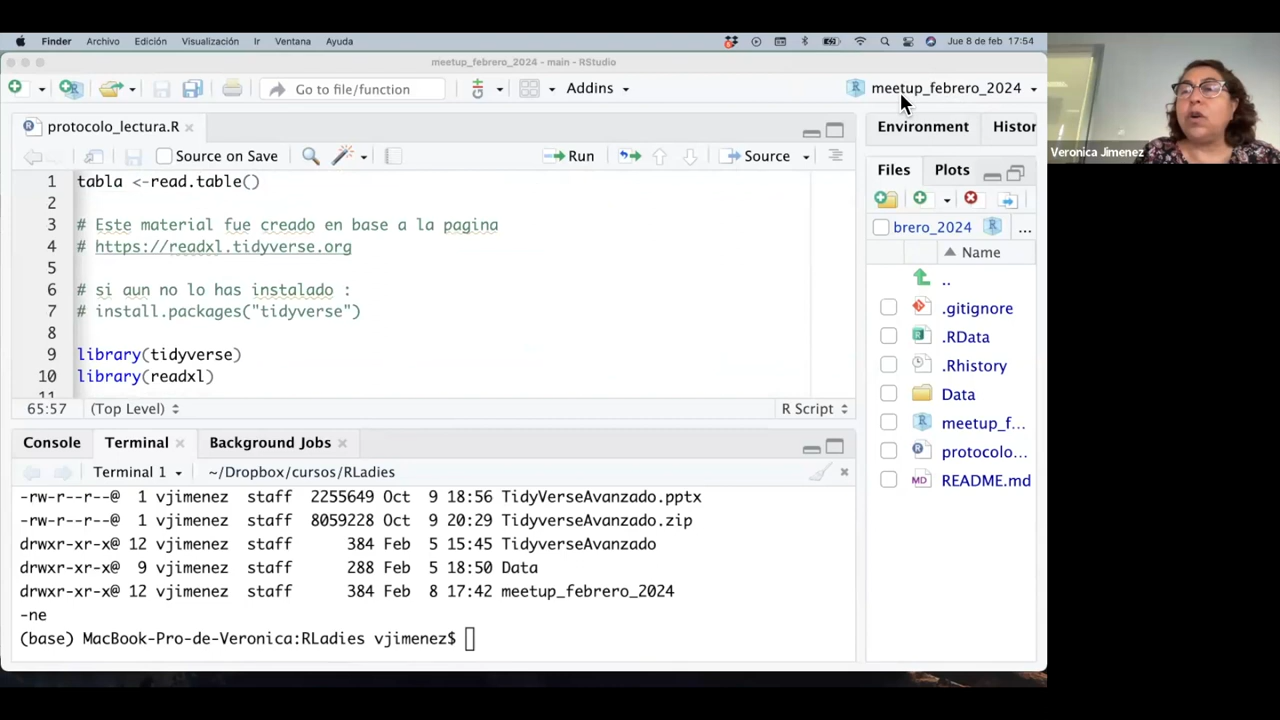 Finder Archivo Edición Visualización Ir Ventana Ayuda Jue 8 de feb 17:54
meetup_febrero_2024 - main - RStudio
Go to file/function Addins meetup_febrero_2024
protocolo_lectura.R
Source on Save Run Source
1 tabla <-read.table()
2
3 # Este material fue creado en base a la pagina
4 # https://readxl.tidyverse.org
5
6 # si aun no lo has instalado :
7 # install.packages("tidyverse")
8
9 library(tidyverse)
10 library(readxl)
11
65:57 (Top Level) R Script
Console Terminal Background Jobs
Terminal 1 ~/Dropbox/cursos/RLadies
-rw-r--r--@ 1 vjimenez staff 2255649 Oct 9 18:56 TidyVerseAvanzado.pptx
-rw-r--r--@ 1 vjimenez staff 8059228 Oct 9 20:29 TidyverseAvanzado.zip
drwxr-xr-x@ 12 vjimenez staff 384 Feb 5 15:45 TidyverseAvanzado
drwxr-xr-x@ 9 vjimenez staff 288 Feb 5 18:50 Data
drwxr-xr-x@ 12 vjimenez staff 384 Feb 8 17:42 meetup_febrero_2024
-ne
(base) MacBook-Pro-de-Veronica:RLadies vjimenez$
Environment Histor
Files Plots
brero_2024 ...
Name
..
.gitignore
.RData
.Rhistory
Data
meetup_f...
protocolo...
README.md
Veronica Jimenez